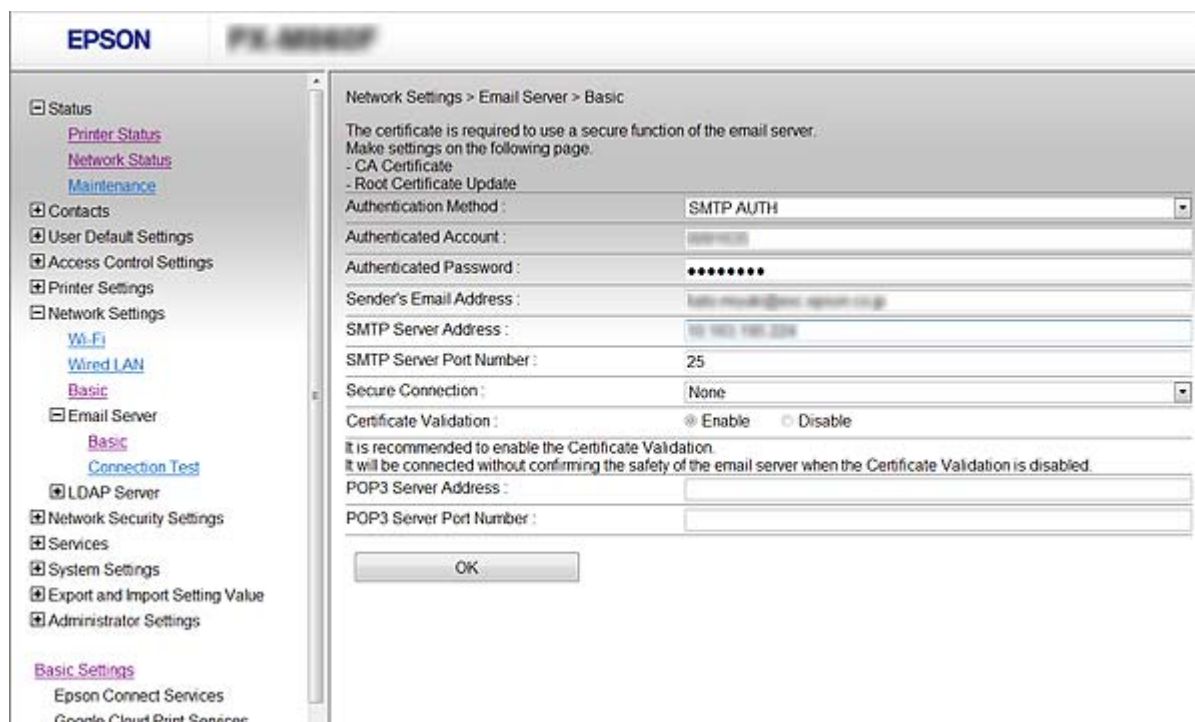 EPSON
Status
Printer Status
Network Status
Maintenance
Contacts
User Default Settings
Access Control Settings
Printer Settings
Network Settings
Wi-Fi
Wired LAN
Basic
Email Server
Basic
Connection Test
LDAP Server
Network Security Settings
Services
System Settings
Export and Import Setting Value
Administrator Settings
Basic Settings
Epson Connect Services
Google Cloud Print Services
Network Settings > Email Server > Basic
The certificate is required to use a secure function of the email server.
Make settings on the following page.
- CA Certificate
- Root Certificate Update
Authentication Method : SMTP AUTH
Authenticated Account :
Authenticated Password : ●●●●●●●●
Sender's Email Address :
SMTP Server Address :
SMTP Server Port Number : 25
Secure Connection : None
Certificate Validation : Enable Disable
It is recommended to enable the Certificate Validation.
It will be connected without confirming the safety of the email server when the Certificate Validation is disabled.
POP3 Server Address :
POP3 Server Port Number :
OK